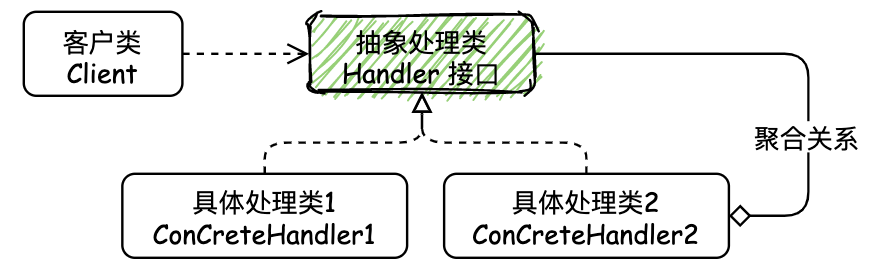 客户类
Client
抽象处理类
Handler 接口
聚合关系
具体处理类1
ConCreteHandler1
具体处理类2
ConCreteHandler2